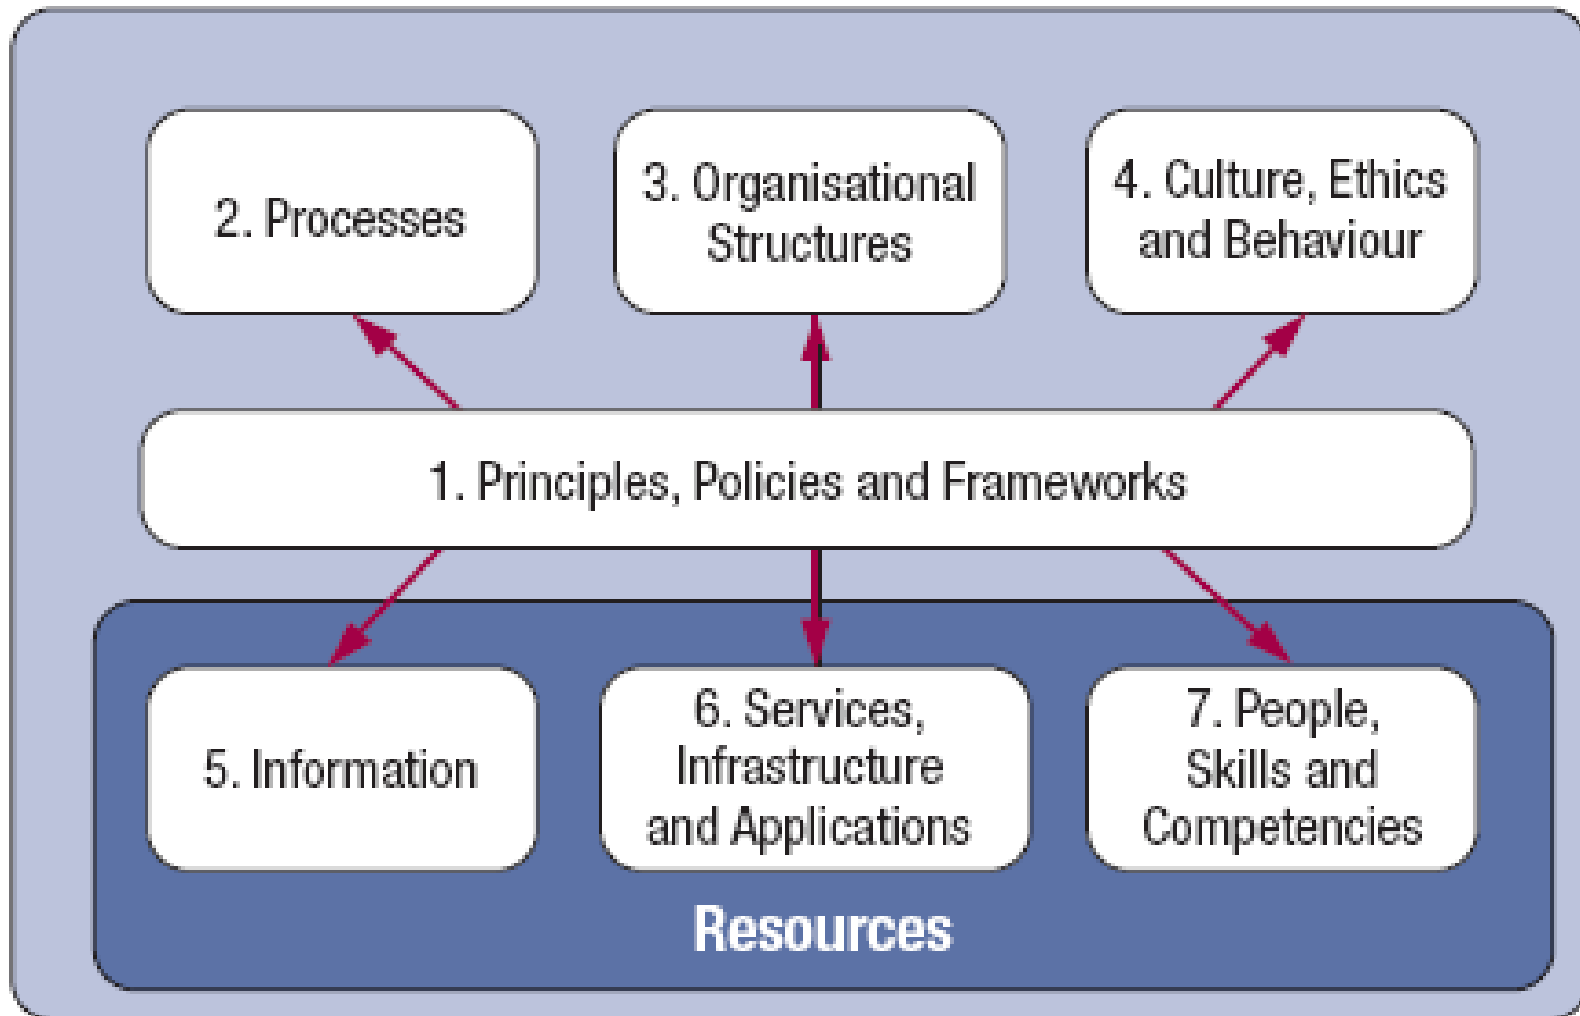 2. Processes
3. Organisational
Structures
4. Culture, Ethics
and Behaviour
1. Principles, Policies and Frameworks
5. Information
6. Services,
Infrastructure
and Applications
7. People,
Skills and
Competencies
Resources